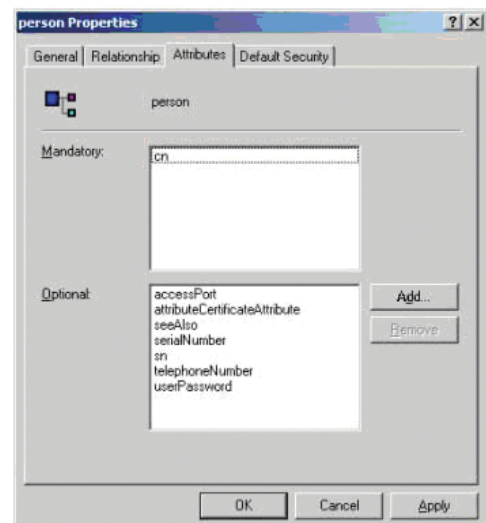 person Properties
? ×
General Relationship Attributes Default Security
person
Mandatory:
cn
Optional:
accessPort
attributeCertificateAttribute
seeAlso
serialNumber
sn
telephoneNumber
userPassword
Add...
Remove
OK Cancel Apply